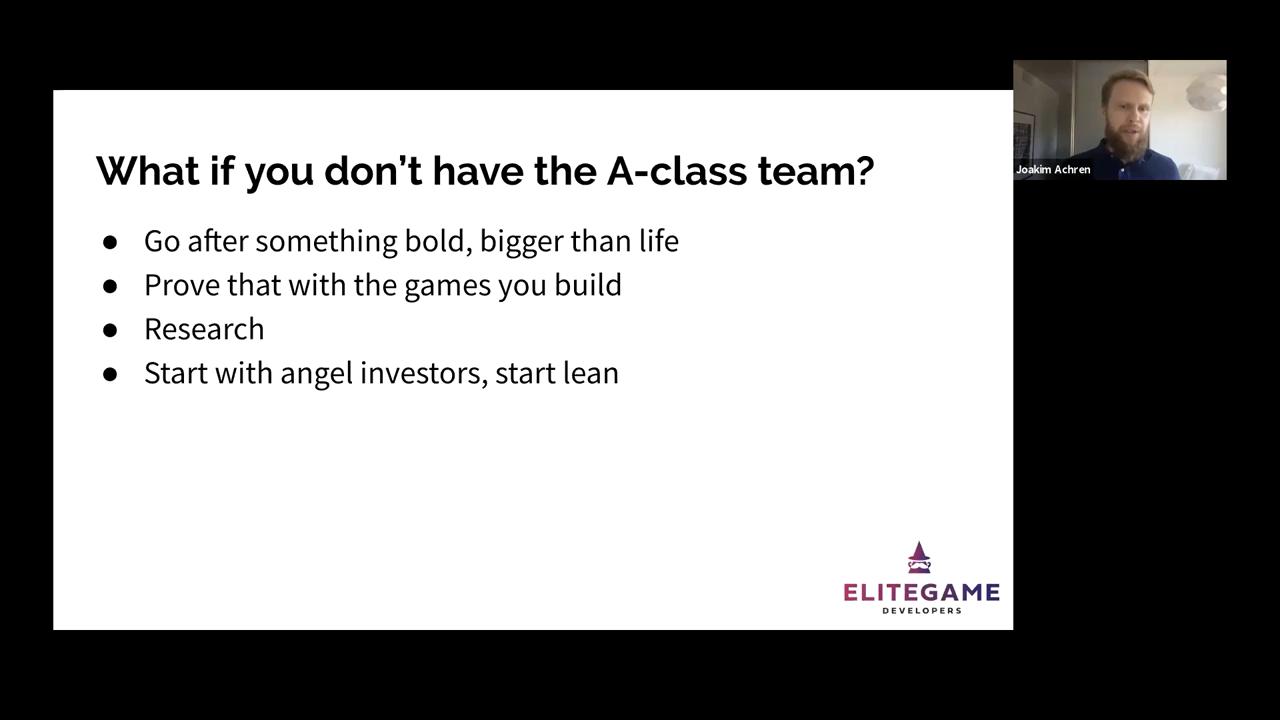 What if you don’t have the A-class team?
● Go after something bold, bigger than life
● Prove that with the games you build
● Research
● Start with angel investors, start lean
ELITEGAME
DEVELOPERS
Joakim Achren